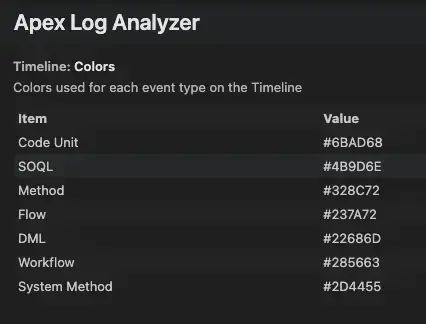 Apex Log Analyzer
Timeline: Colors
Colors used for each event type on the Timeline
Item Value
Code Unit #6BAD68
SOQL #4B9D6E
Method #328C72
Flow #237A72
DML #22686D
Workflow #285663
System Method #2D4455